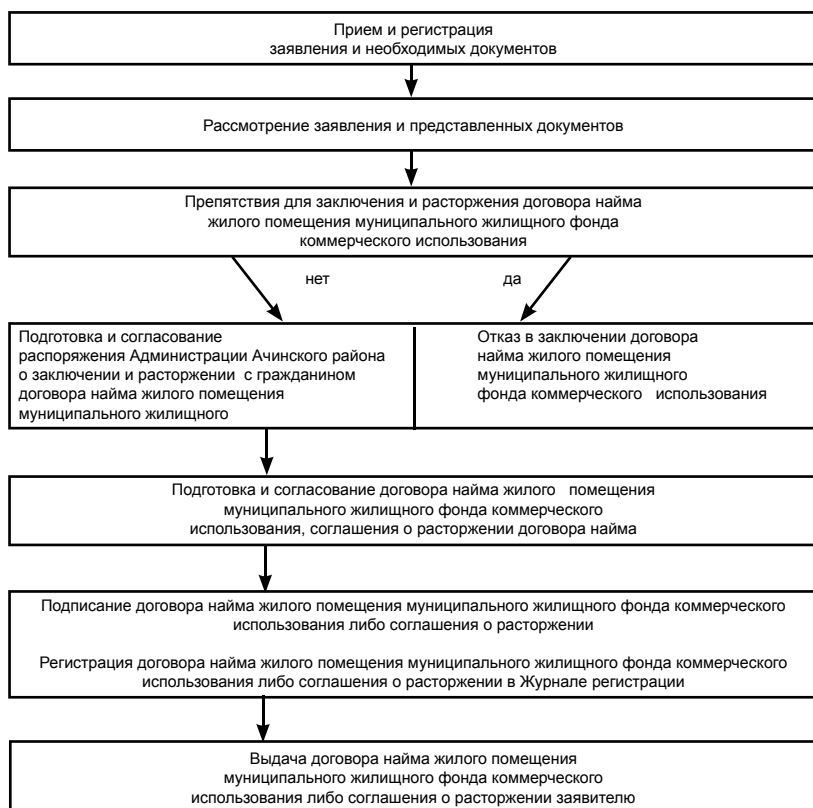 Прием и регистрация
заявления и необходимых документов
Рассмотрение заявления и представленных документов
Препятствия для заключения и расторжения договора найма
жилого помещения муниципального жилищного фонда
коммерческого использования
нет
да
Подготовка и согласование
распоряжения Администрации Ачинского района
о заключении и расторжении с гражданином
договора найма жилого помещения
муниципального жилищного
Отказ в заключении договора
найма жилого помещения
муниципального жилищного
фонда коммерческого использования
Подготовка и согласование договора найма жилого помещения
муниципального жилищного фонда коммерческого
использования, соглашения о расторжении договора найма
Подписание договора найма жилого помещения муниципального жилищного фонда коммерческого
использования либо соглашения о расторжении
Регистрация договора найма жилого помещения муниципального жилищного фонда коммерческого
использования либо соглашения о расторжении в Журнале регистрации
Выдача договора найма жилого помещения
муниципального жилищного фонда коммерческого
использования либо соглашения о расторжении заявителю